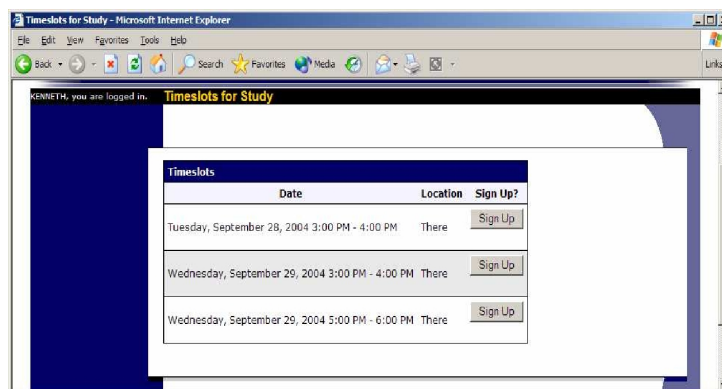 Timeslots for Study - Microsoft Internet Explorer
File Edit View Favorites Tools Help
Back Search Favorites Media Links
KENNETH, you are logged in. Timeslots for Study
Timeslots
Date Location Sign Up?
Tuesday, September 28, 2004 3:00 PM - 4:00 PM There Sign Up
Wednesday, September 29, 2004 3:00 PM - 4:00 PM There Sign Up
Wednesday, September 29, 2004 5:00 PM - 6:00 PM There Sign Up